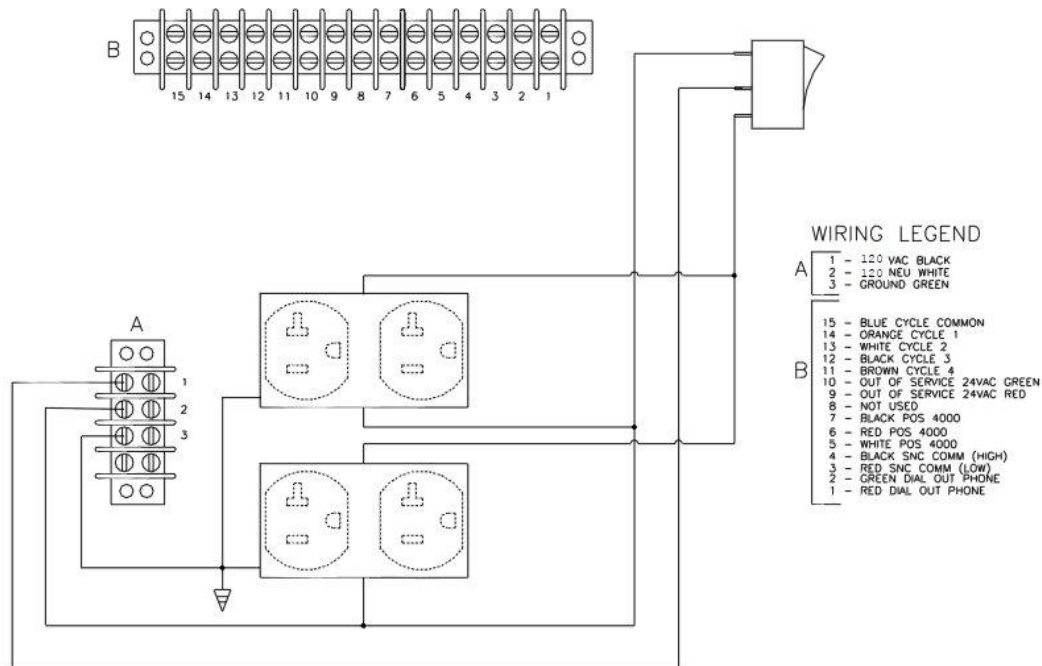 B
15 14 13 12 11 10 9 8 7 6 5 4 3 2 1
WIRING LEGEND
A
1 - 120 VAC BLACK
2 - 120 NEU WHITE
3 - GROUND GREEN
B
15 - BLUE CYCLE COMMON
14 - ORANGE CYCLE 1
13 - WHITE CYCLE 2
12 - BLACK CYCLE 3
11 - BROWN CYCLE 4
10 - OUT OF SERVICE 24VAC GREEN
9 - OUT OF SERVICE 24VAC RED
8 - NOT USED
7 - BLACK POS 4000
6 - RED POS 4000
5 - WHITE POS 4000
4 - BLACK SNC COMM (HIGH)
3 - RED SNC COMM (LOW)
2 - GREEN DIAL OUT PHONE
1 - RED DIAL OUT PHONE
A
1
2
3